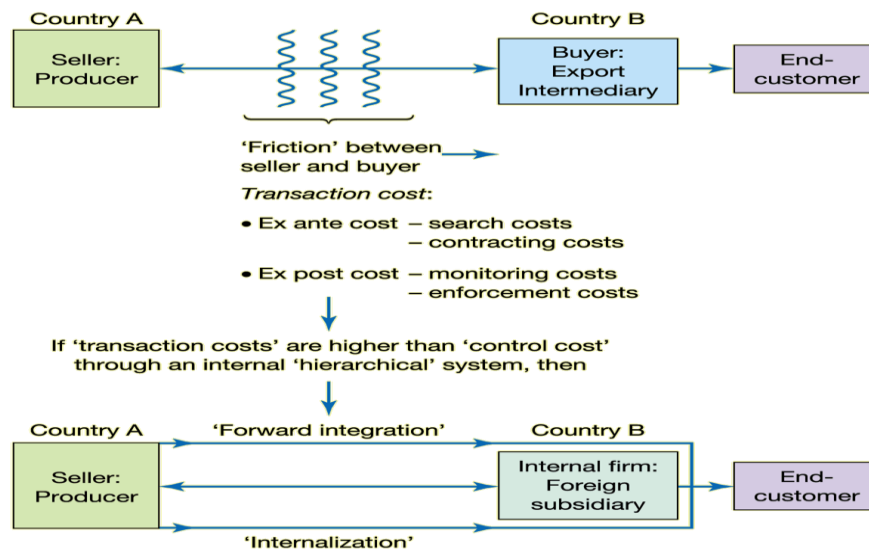 Country A
Country B
Seller:
Producer
Buyer:
Export
Intermediary
End-
customer
‘Friction’ between
seller and buyer
Transaction cost:
• Ex ante cost – search costs
– contracting costs
• Ex post cost – monitoring costs
– enforcement costs
If ‘transaction costs’ are higher than ‘control cost’
through an internal ‘hierarchical’ system, then
Country A
‘Forward integration’
Country B
Seller:
Producer
Internal firm:
Foreign
subsidiary
End-
customer
‘Internalization’